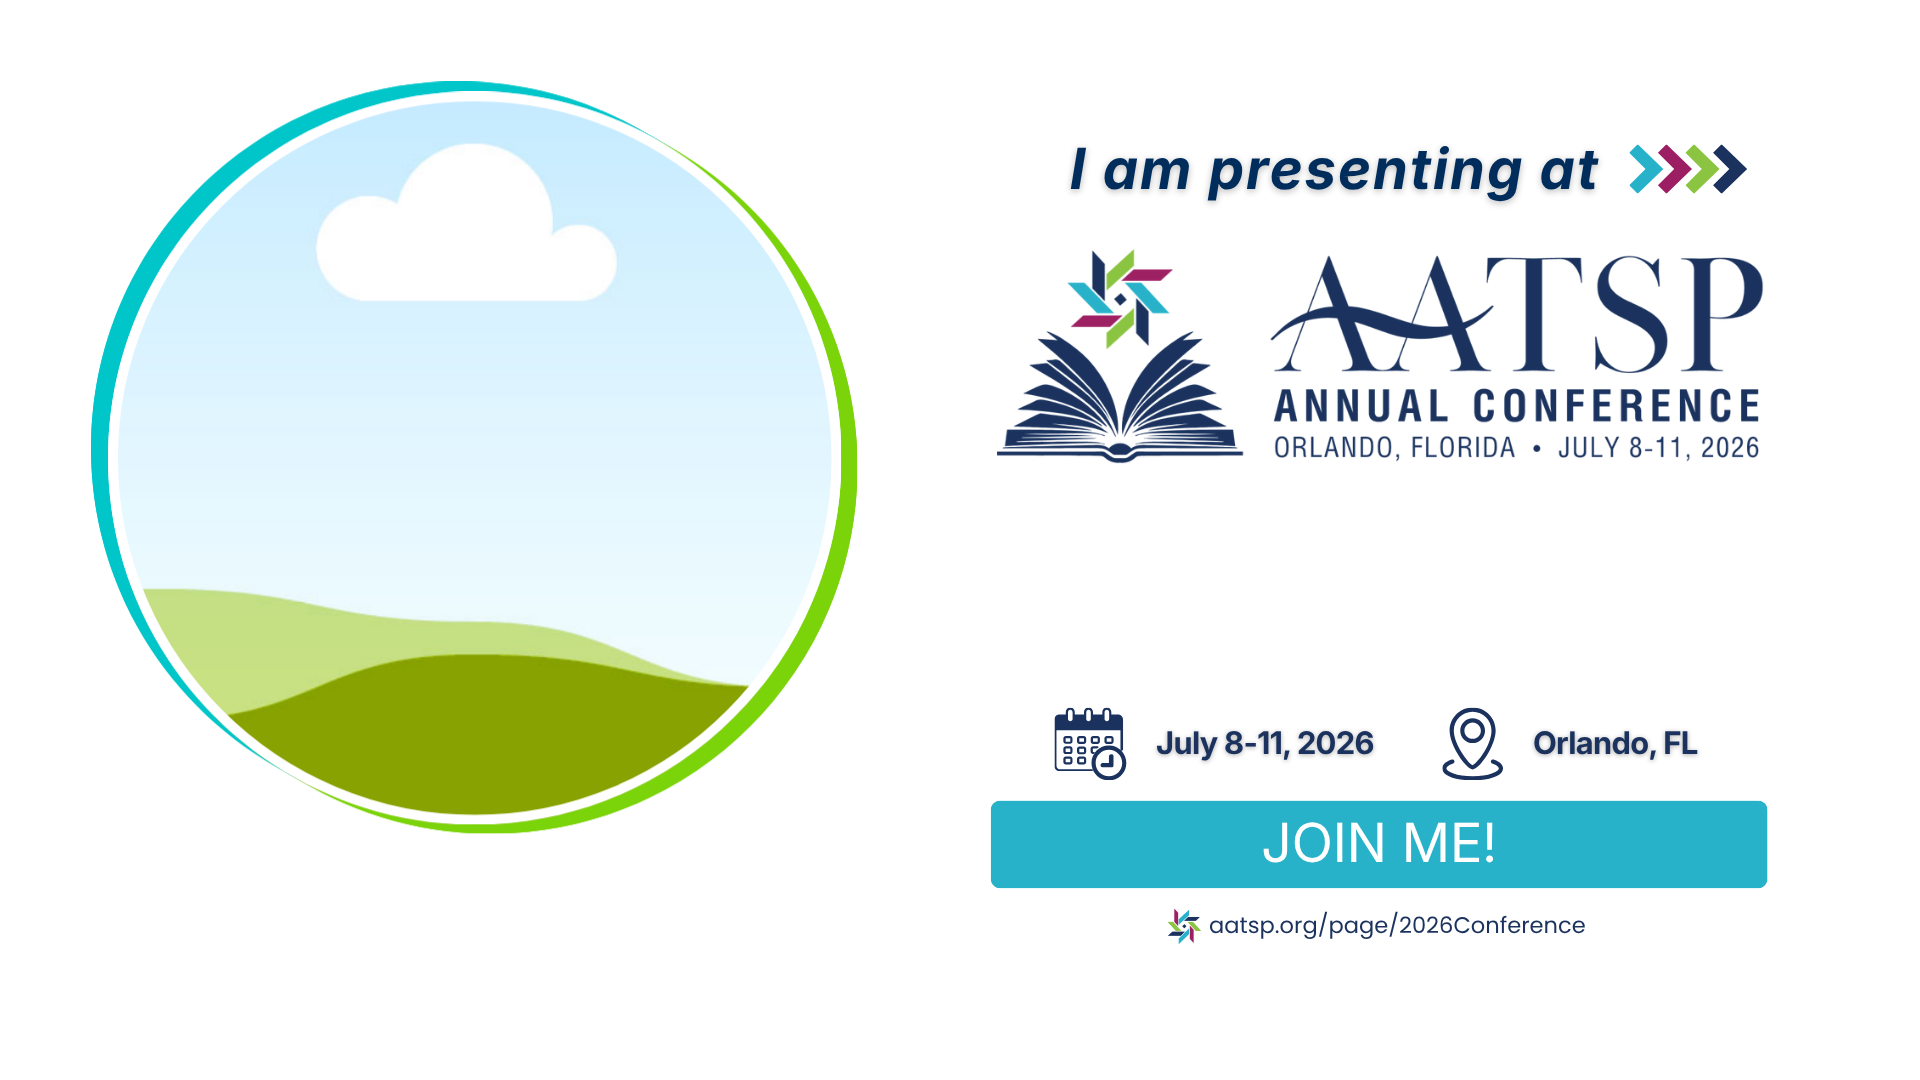 I am presenting at
AATSP
ANNUAL CONFERENCE
ORLANDO, FLORIDA • JULY 8-11, 2026
July 8-11, 2026
Orlando, FL
JOIN ME!
aatsp.org/page/2026Conference